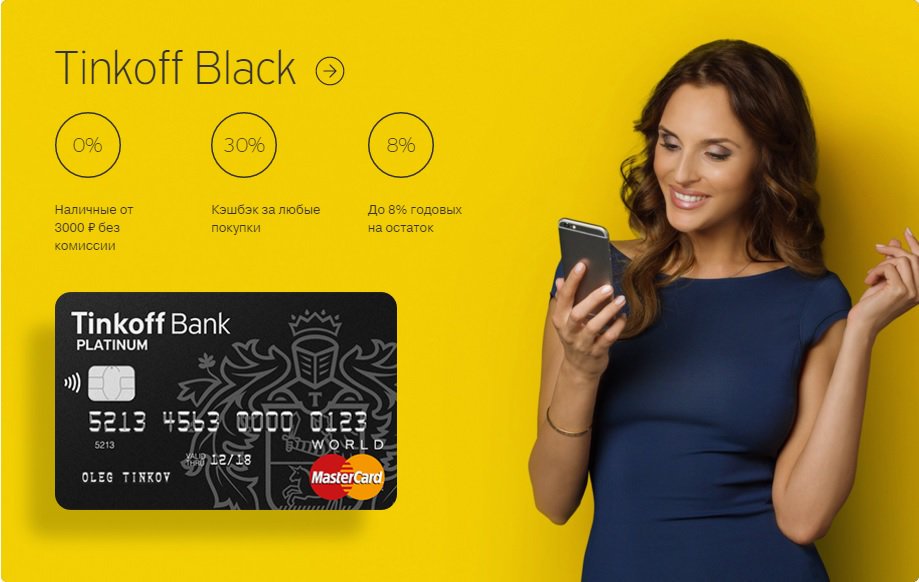 Tinkoff Black
0%
30%
8%
Наличные от
3000 ₽ без
комиссии
Кэшбэк за любые
покупки
До 8% годовых
на остаток
Tinkoff Bank
PLATINUM
5213 4563 0000 0123
5213
WORLD
VALID
THRU 12/18
OLEG TINKOV
MasterCard
T